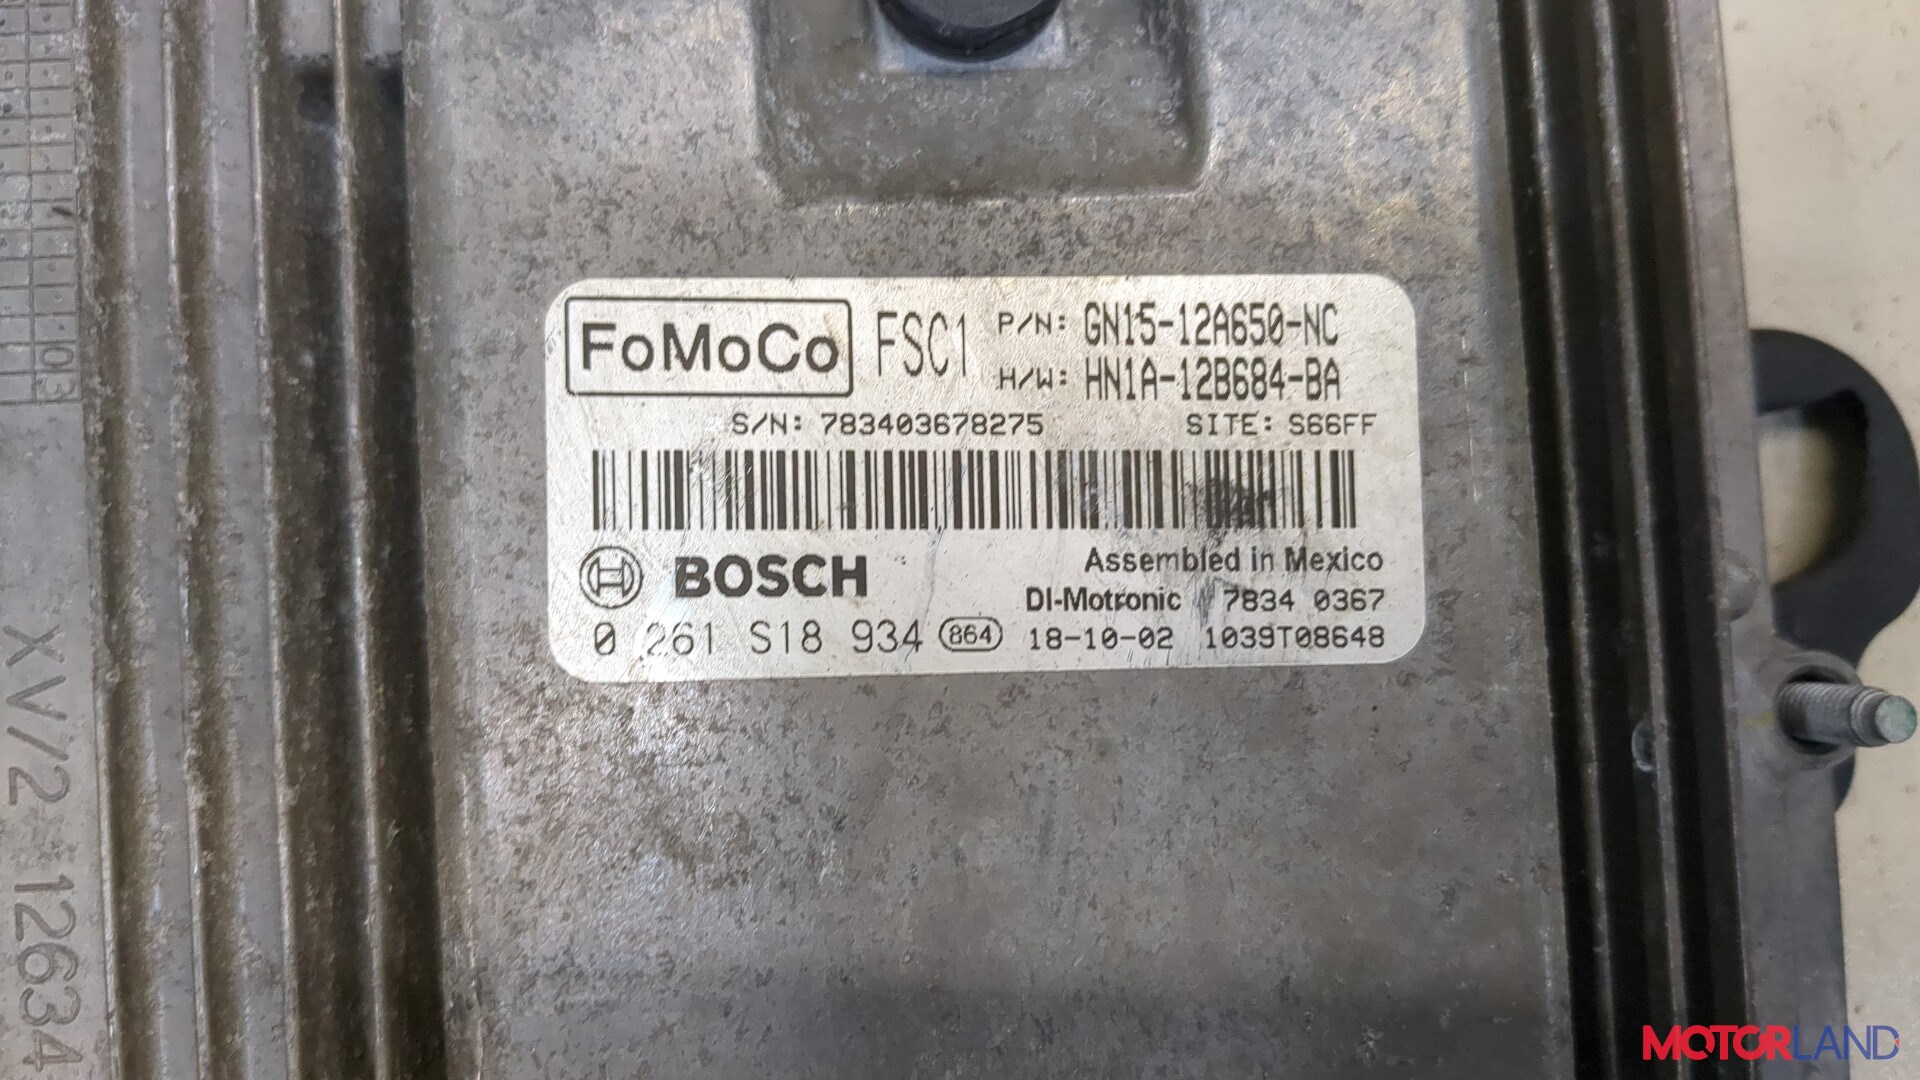 FoMoCo FSC1 P/N: GN15-12A650-NC
H/W: HN1A-12B684-BA
S/N: 783403678275 SITE: S66FF
BOSCH Assembled in Mexico
DI-Motronic 7834 0367
0 261 S18 934 864 18-10-02 1039T08648
103
XV/2*12634
MOTORLAND